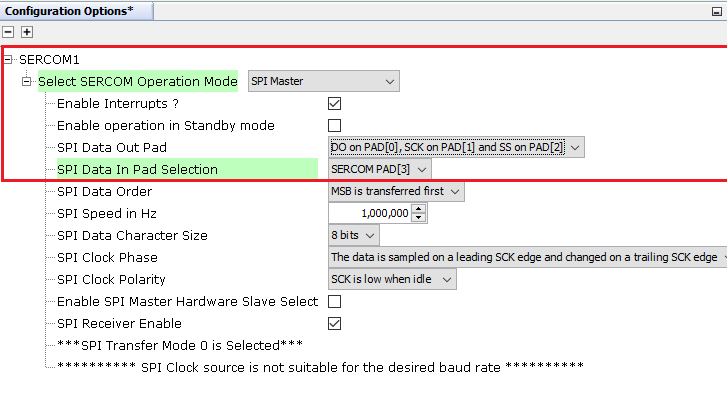 Configuration Options*
SERCOM1
Select SERCOM Operation Mode SPI Master
Enable Interrupts ?
Enable operation in Standby mode
SPI Data Out Pad DO on PAD[0], SCK on PAD[1] and SS on PAD[2]
SPI Data In Pad Selection SERCOM PAD[3]
SPI Data Order MSB is transferred first
SPI Speed in Hz 1,000,000
SPI Data Character Size 8 bits
SPI Clock Phase The data is sampled on a leading SCK edge and changed on a trailing SCK edge
SPI Clock Polarity SCK is low when idle
Enable SPI Master Hardware Slave Select
SPI Receiver Enable
***SPI Transfer Mode 0 is Selected***
********** SPI Clock source is not suitable for the desired baud rate **********